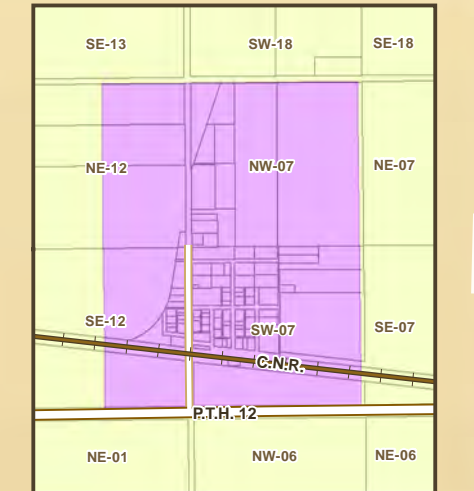 SE-13
SW-18
SE-18
NE-12
NW-07
NE-07
SE-12
SW-07
SE-07
C.N.R.
P.T.H. 12
NE-01
NW-06
NE-06